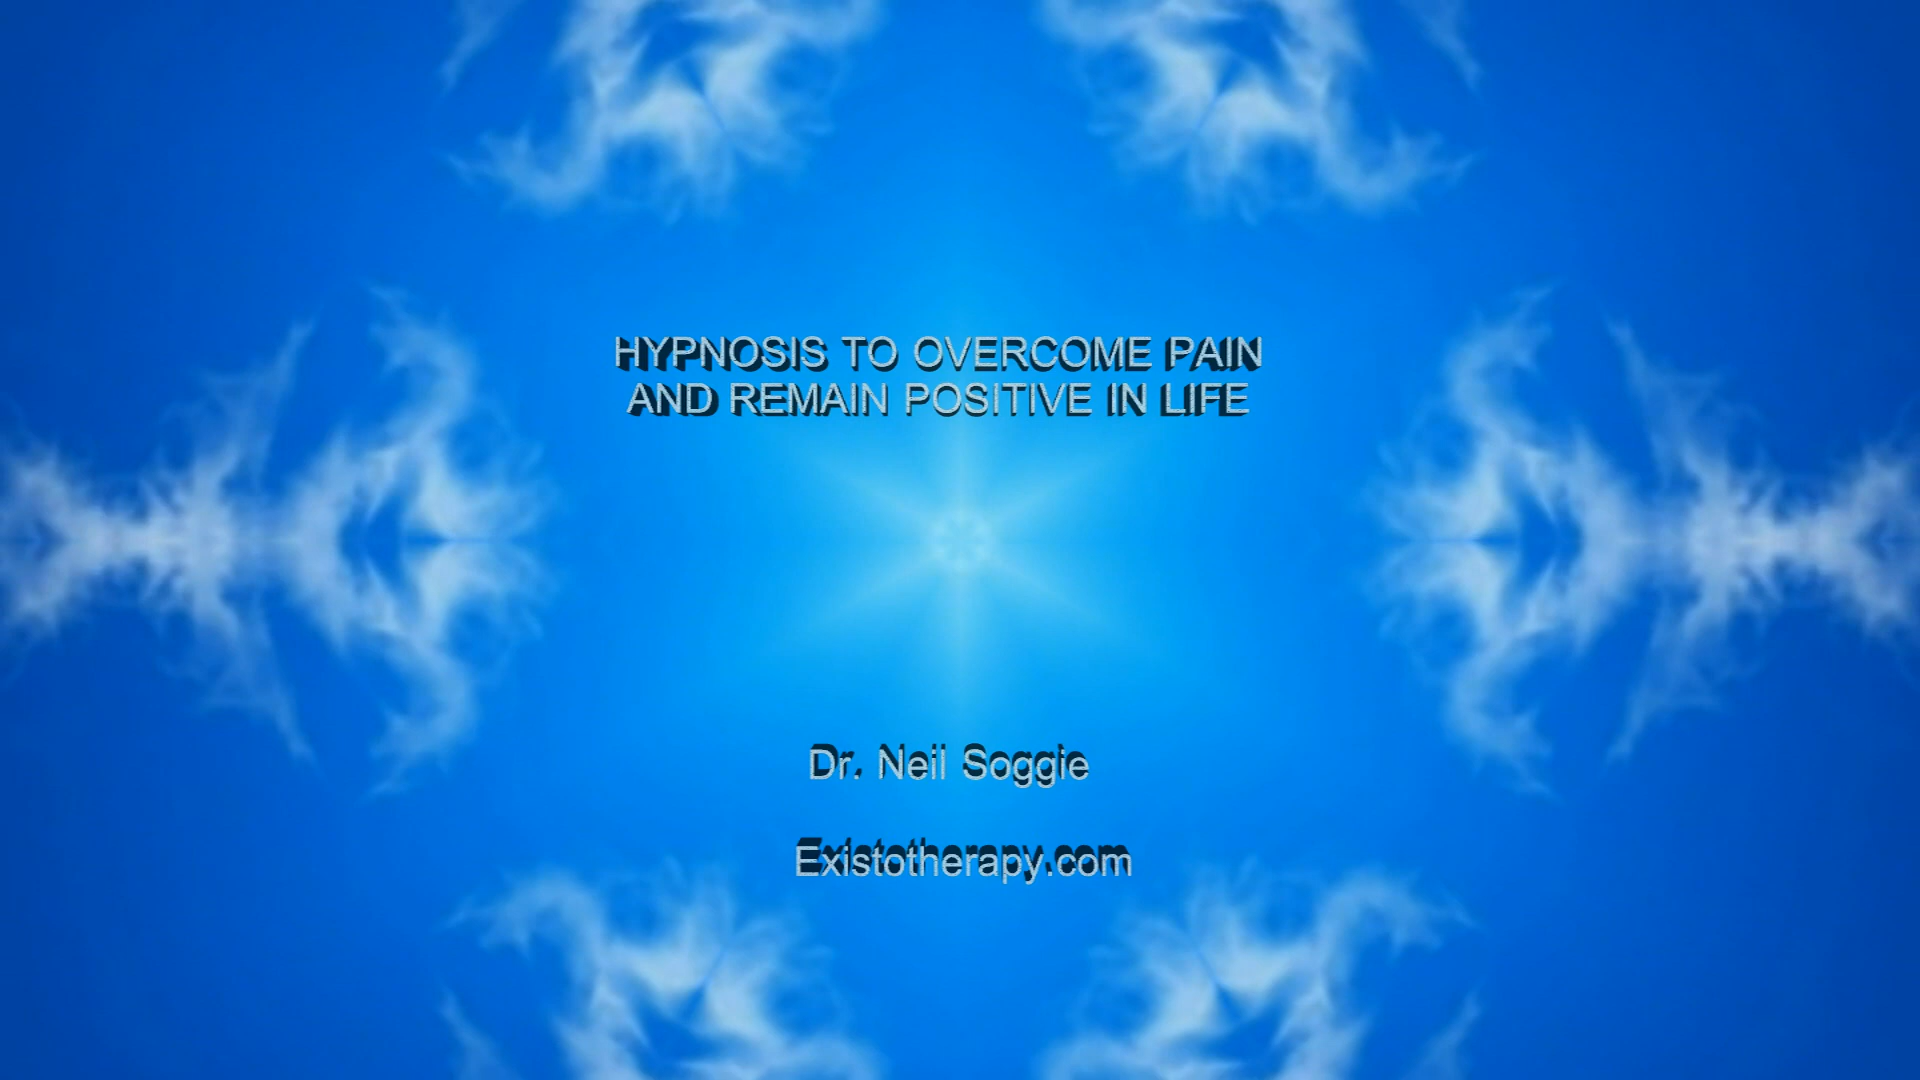 HYPNOSIS TO OVERCOME PAIN
AND REMAIN POSITIVE IN LIFE
Dr. Neil Soggie
Existotherapy.com